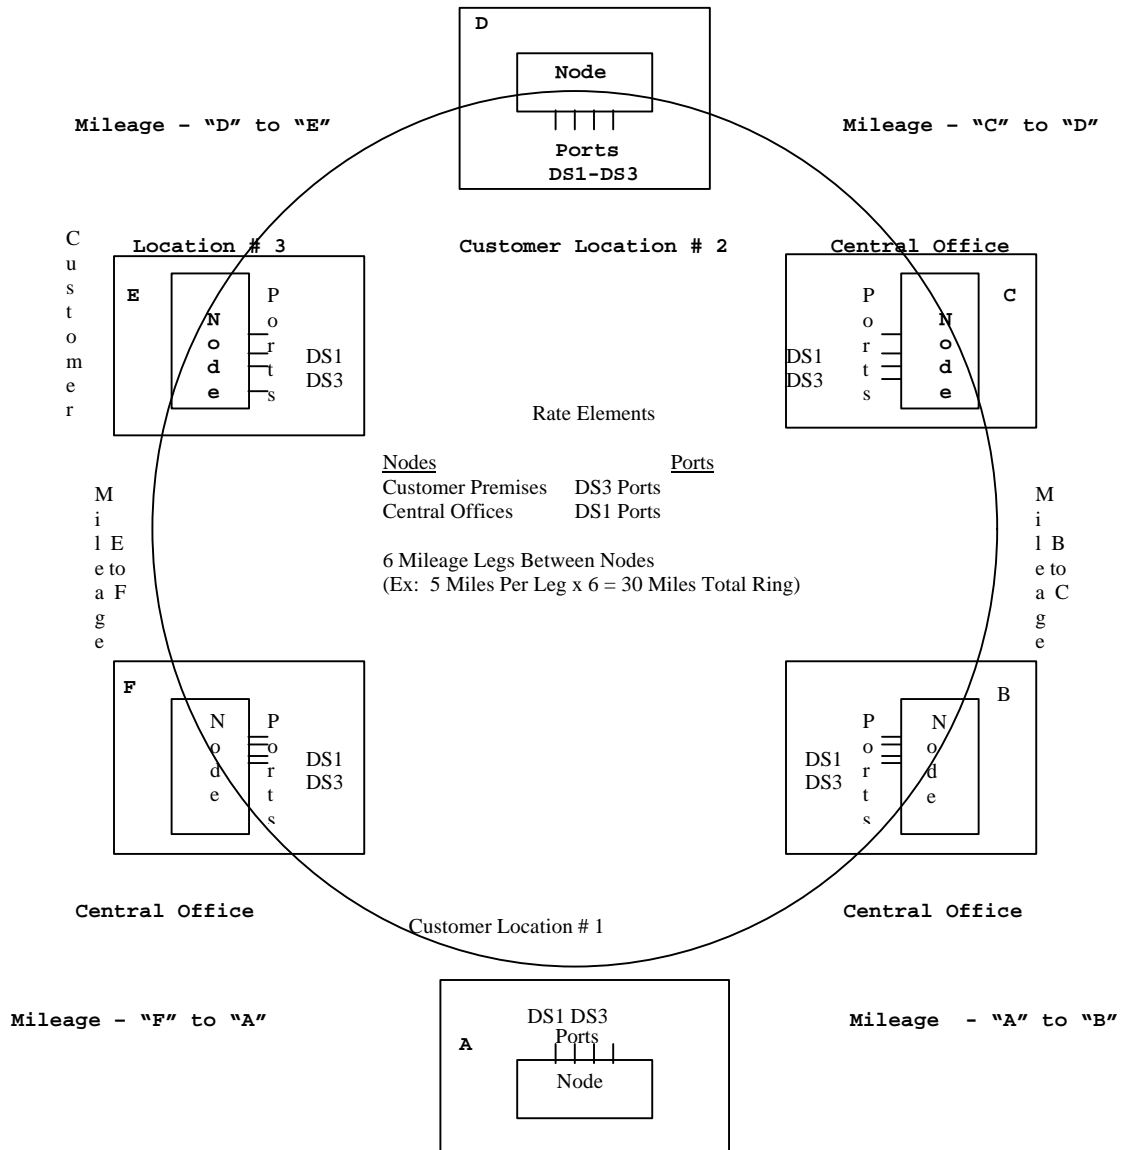 D
Node
Mileage – “D” to “E”
Mileage – “C” to “D”
Ports
DS1-DS3
Customer
Location # 3
Customer Location # 2
Central Office
E
Node
Ports
DS1
DS3
Ports
DS1
DS3
Node
C
Rate Elements
Nodes Ports
Customer Premises DS3 Ports
Central Offices DS1 Ports
6 Mileage Legs Between Nodes
(Ex: 5 Miles Per Leg x 6 = 30 Miles Total Ring)
Mileage
E
to
F
Mileage
B
to
C
F
Node
Ports
DS1
DS3
Ports
DS1
DS3
Node
B
Central Office
Customer Location # 1
Central Office
Mileage – “F” to “A”
Mileage - “A” to “B”
DS1 DS3
Ports
A
Node